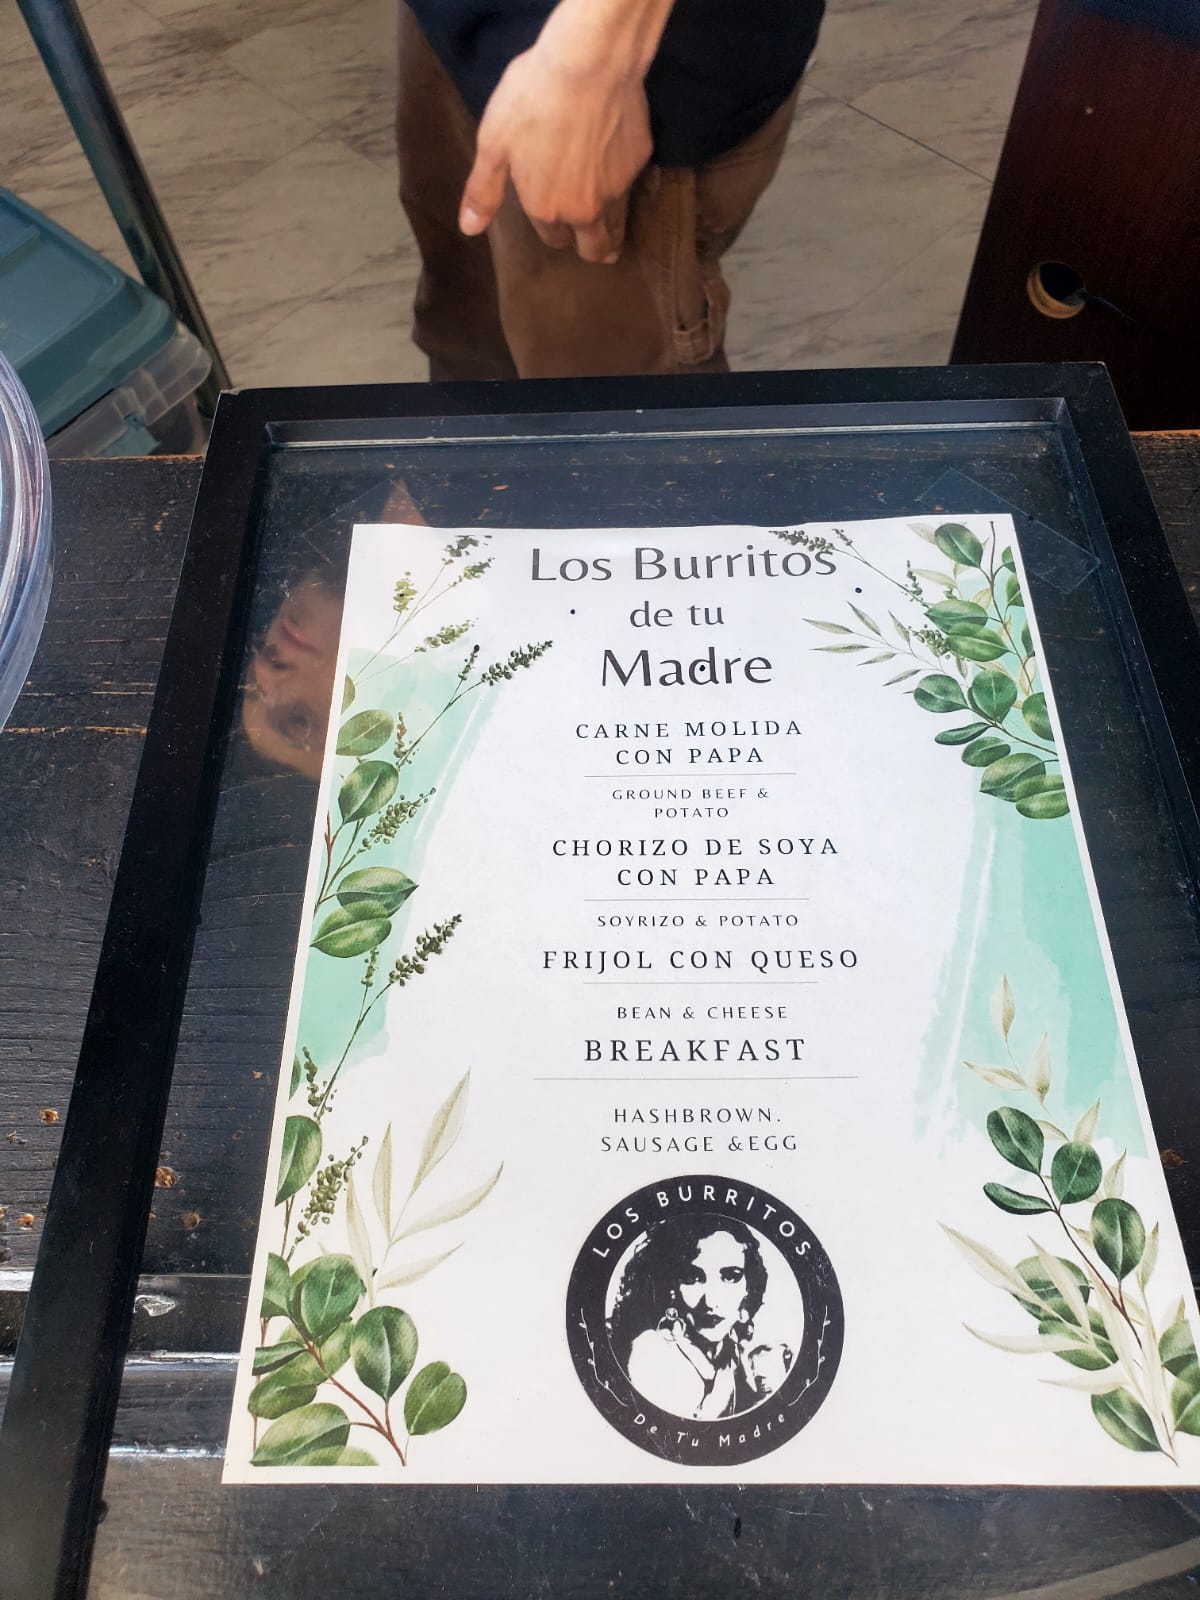 Los Burritos
de tu
Madre
CARNE MOLIDA
CON PAPA
GROUND BEEF &
POTATO
CHORIZO DE SOYA
CON PAPA
SOYRIZO & POTATO
FRIJOL CON QUESO
BEAN & CHEESE
BREAKFAST
HASHBROWN.
SAUSAGE &EGG
LOS BURRITOS
De Tu Madre